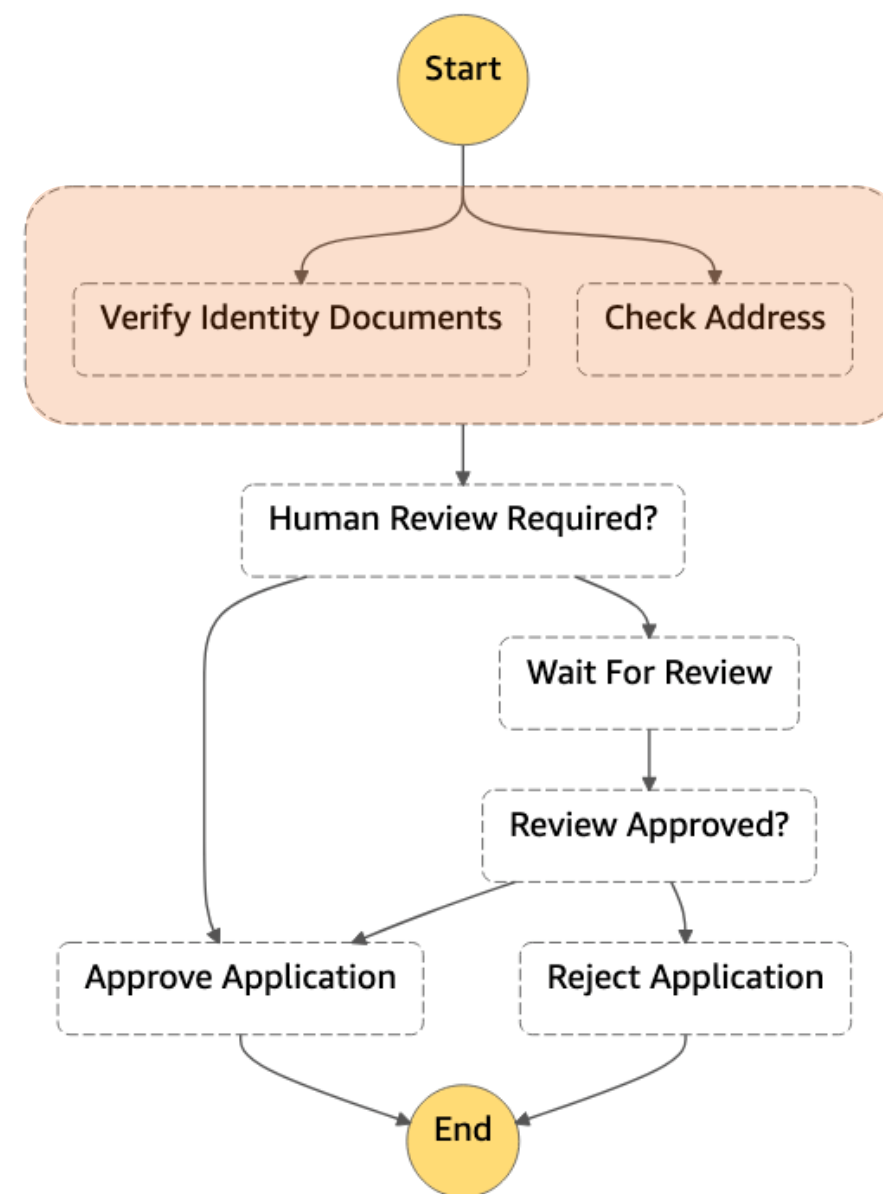 Start
Verify Identity Documents
Check Address
Human Review Required?
Wait For Review
Review Approved?
Approve Application
Reject Application
End